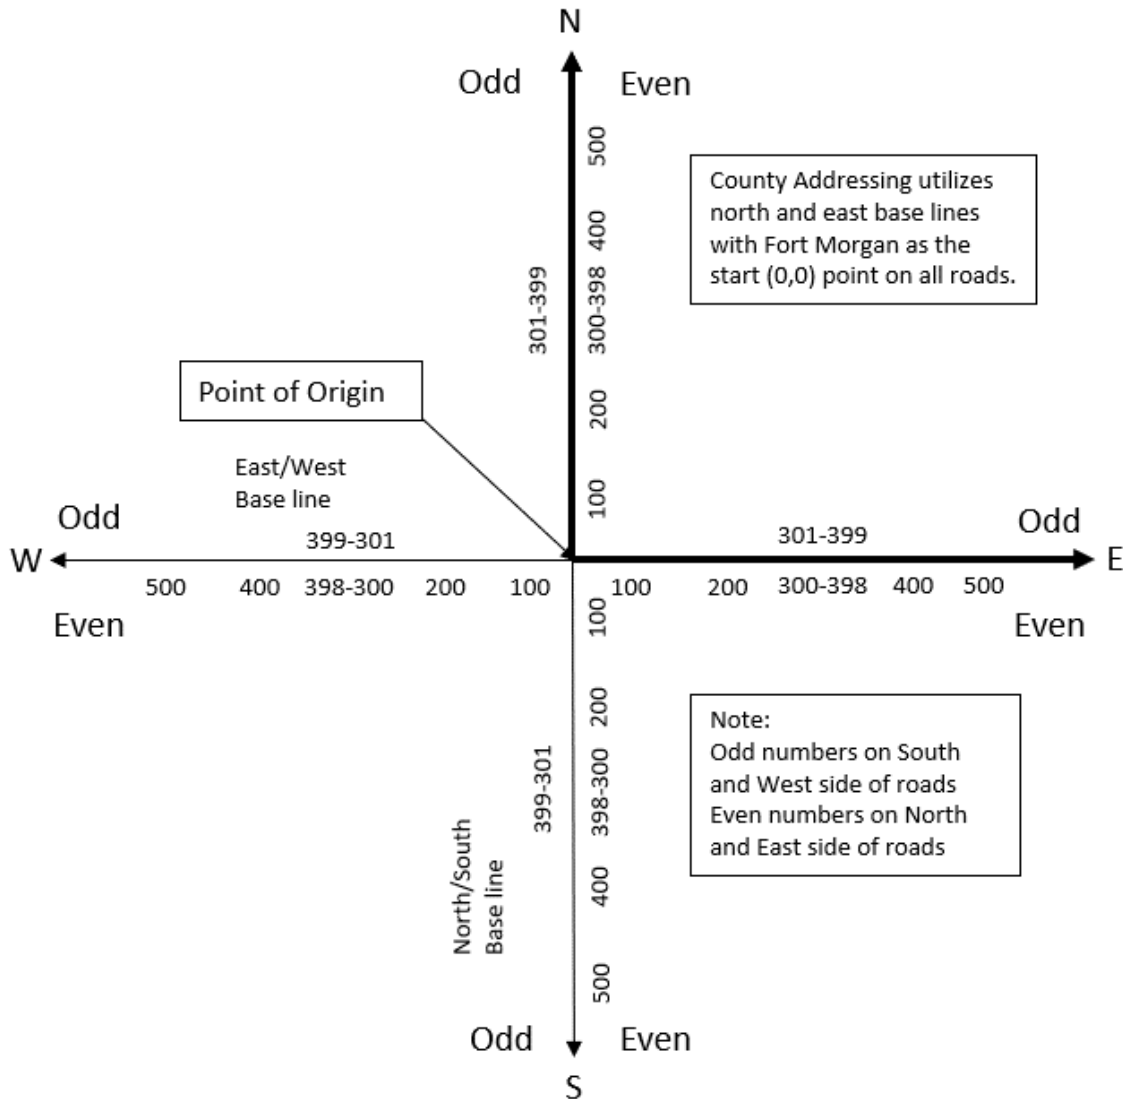 N
Odd
Even
500
400
300-398
200
100
301-399
County Addressing utilizes
north and east base lines
with Fort Morgan as the
start (0,0) point on all roads.
Point of Origin
East/West
Base line
Odd
399-301
301-399
Odd
W
E
500
400
398-300
200
100
100
200
300-398
400
500
Even
Even
100
200
398-300
400
500
399-301
North/South
Base line
Note:
Odd numbers on South
and West side of roads
Even numbers on North
and East side of roads
Odd
Even
S